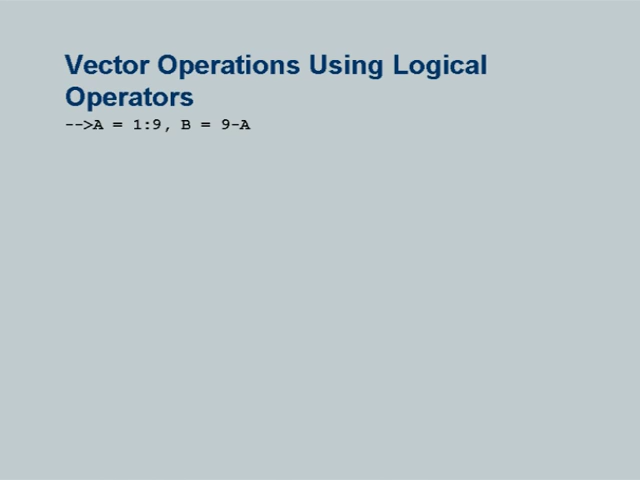 Vector Operations Using Logical
Operators
-->A = 1:9, B = 9-A